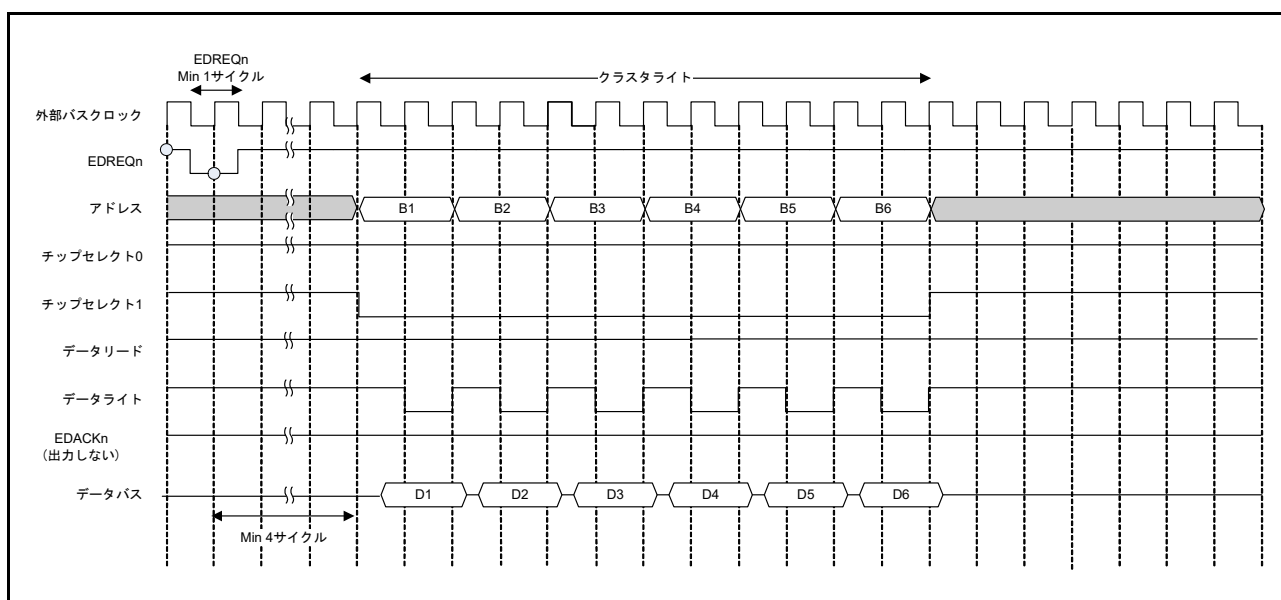 EDREQn
Min 1サイクル
クラスタライト
外部バスクロック
EDREQn
アドレス
B1
B2
B3
B4
B5
B6
チップセレクト0
チップセレクト1
データリード
データライト
EDACKn
（出力しない）
データバス
D1
D2
D3
D4
D5
D6
Min 4サイクル